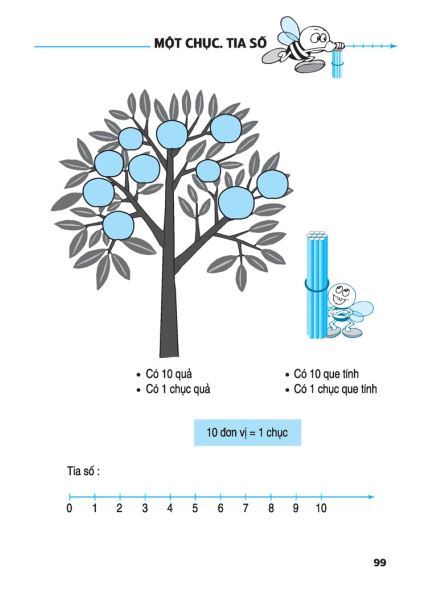 MỘT CHỤC. TIA SỐ
• Có 10 quả
• Có 1 chục quả
• Có 10 que tính
• Có 1 chục que tính
10 đơn vị = 1 chục
Tia số :
0 1 2 3 4 5 6 7 8 9 10
99